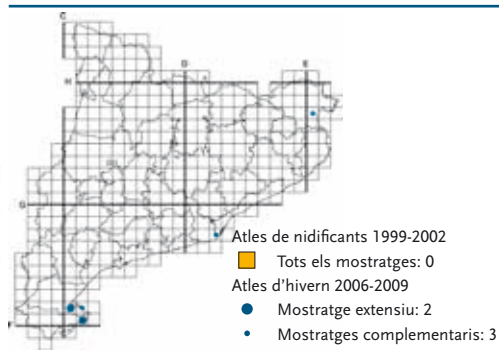 C
D
E
H
G
Atles de nidificants 1999-2002
Tots els mostratges: 0
Atles d'hivern 2006-2009
Mostratge extensiu: 2
Mostratges complementaris: 3